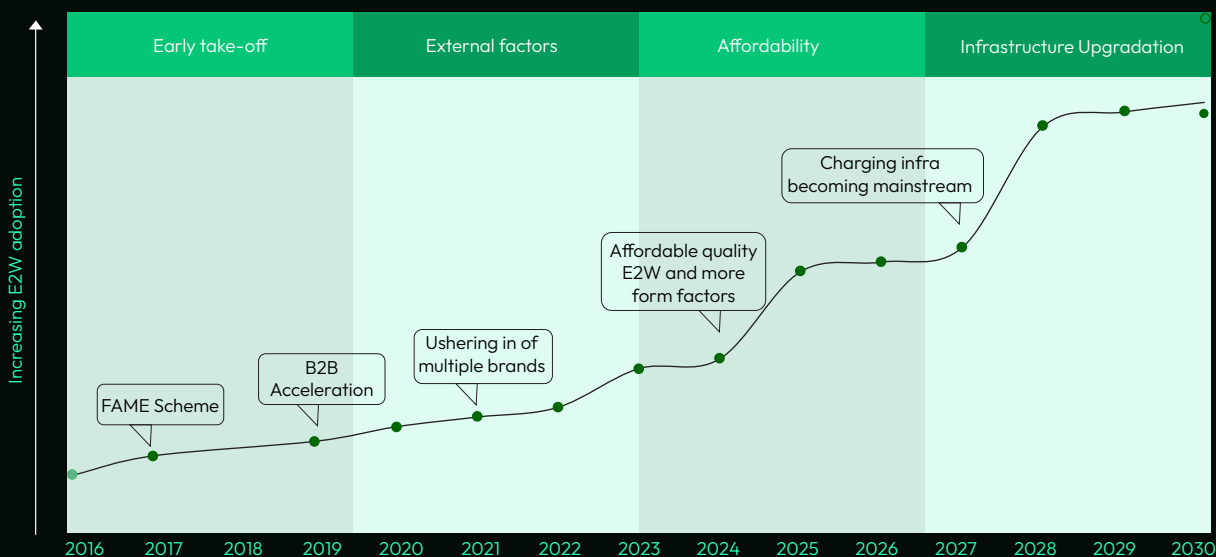 Early take-off
External factors
Affordability
Infrastructure Upgradation
Increasing E2W adoption
FAME Scheme
B2B
Acceleration
Ushering in of
multiple brands
Affordable quality
E2W and more
form factors
Charging infra
becoming mainstream
2016 2017 2018 2019 2020 2021 2022 2023 2024 2025 2026 2027 2028 2029 2030